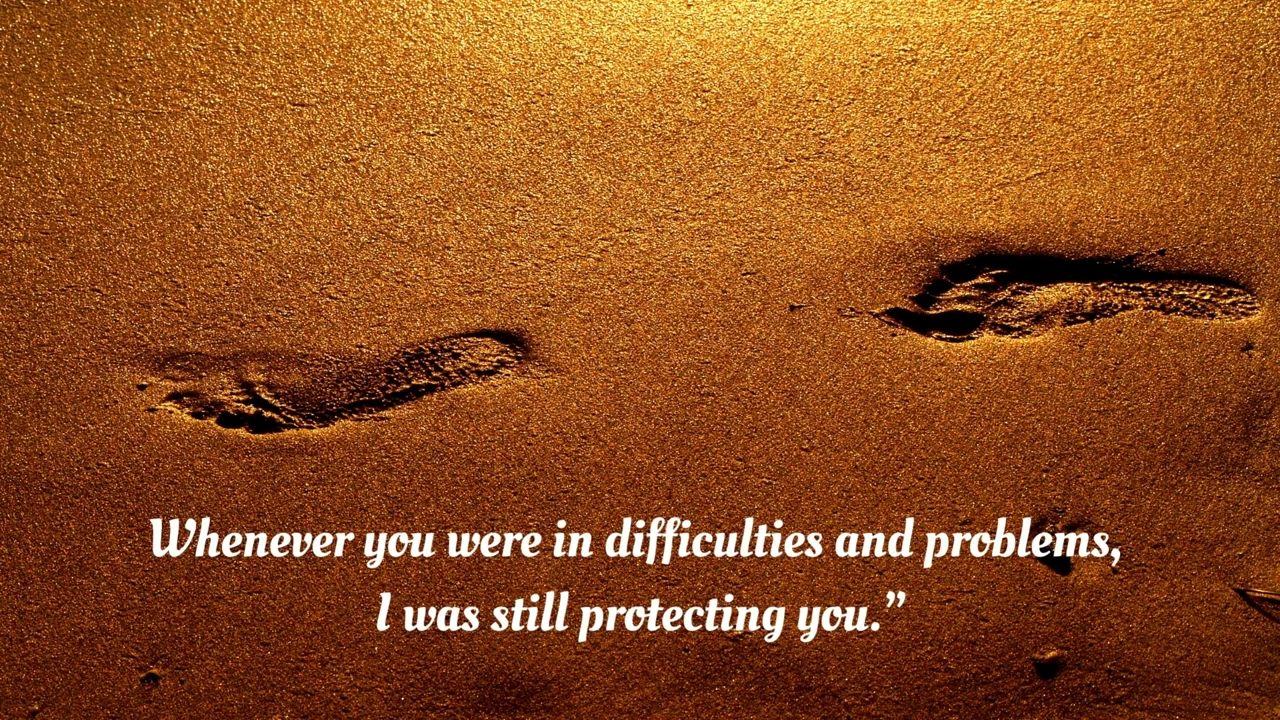 Whenever you were in difficulties and problems,
I was still protecting you.”